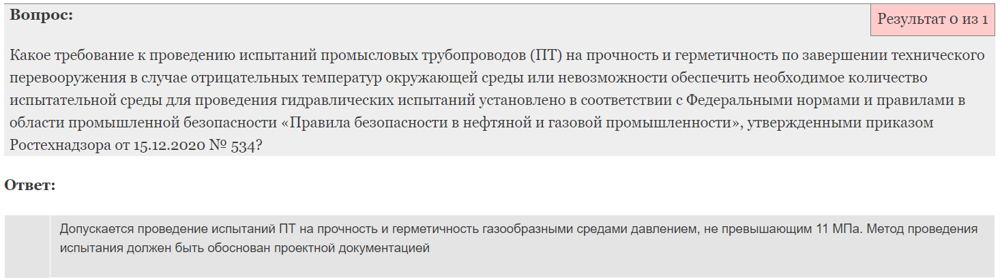 Вопрос:
Результат 0 из 1
Какое требование к проведению испытаний промысловых трубопроводов (ПТ) на прочность и герметичность по завершении технического
перевооружения в случае отрицательных температур окружающей среды или невозможности обеспечить необходимое количество
испытательной среды для проведения гидравлических испытаний установлено в соответствии с Федеральными нормами и правилами в
области промышленной безопасности «Правила безопасности в нефтяной и газовой промышленности», утвержденными приказом
Ростехнадзора от 15.12.2020 № 534?
Ответ:
Допускается проведение испытаний ПТ на прочность и герметичность газообразными средами давлением, не превышающим 11 МПа. Метод проведения
испытания должен быть обоснован проектной документацией